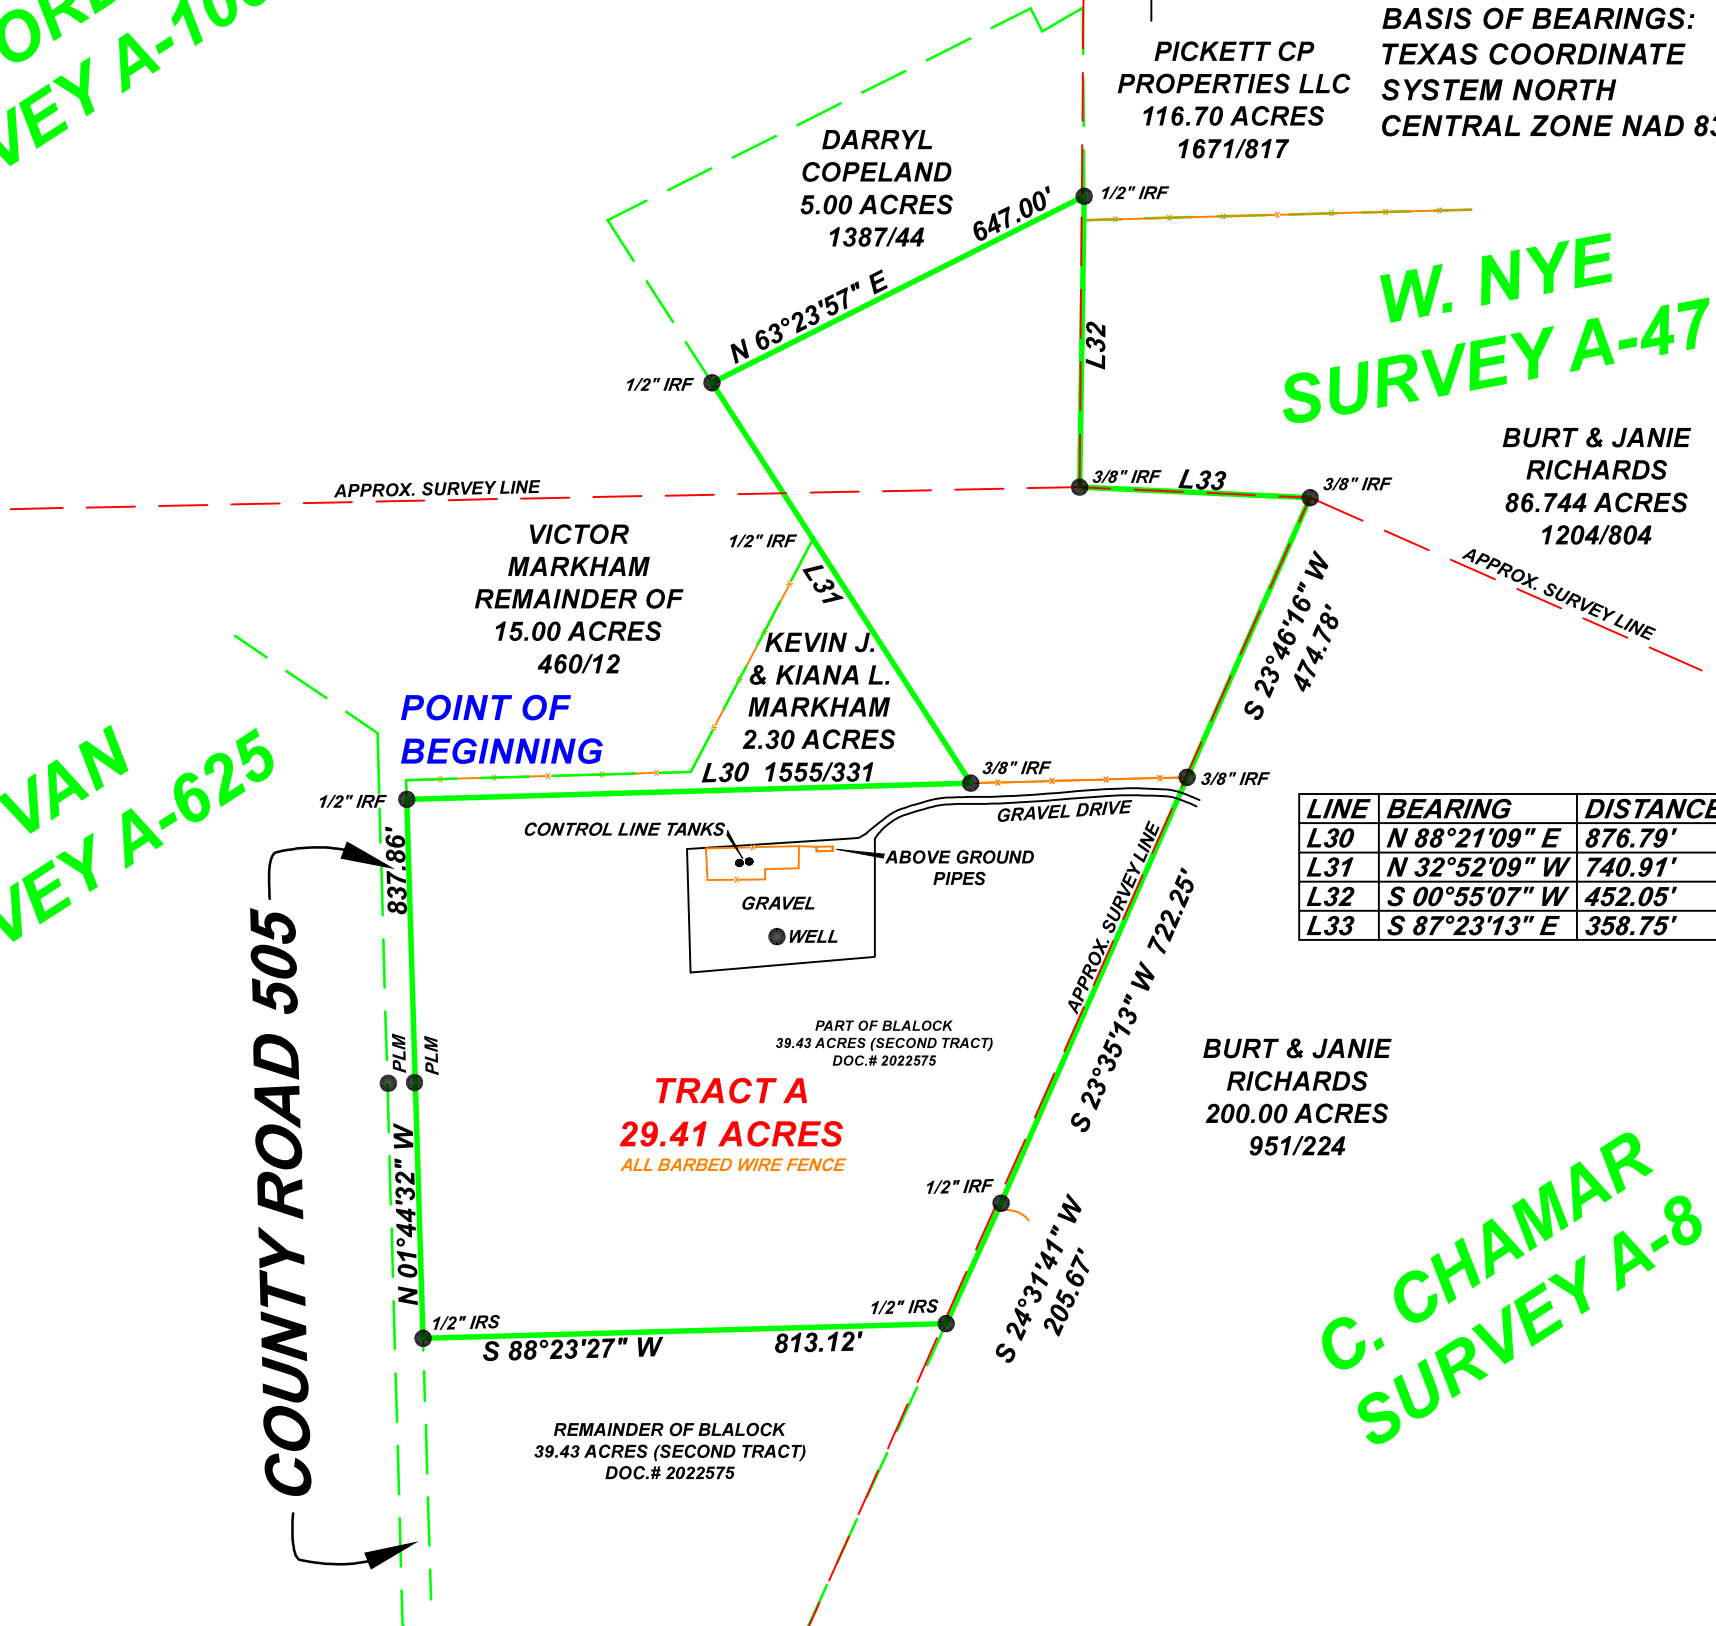 BASIS OF BEARINGS:
TEXAS COORDINATE
SYSTEM NORTH
CENTRAL ZONE NAD 83
VEY A-10
PICKETT CP
PROPERTIES LLC
116.70 ACRES
1671/817
DARRYL
COPELAND
5.00 ACRES
1387/44
1/2" IRF
N 63°23'57" E 647.00'
W. NYE
SURVEY A-47
L32
1/2" IRF
BURT & JANIE
RICHARDS
86.744 ACRES
1204/804
APPROX. SURVEY LINE
3/8" IRF
L33
3/8" IRF
VICTOR
MARKHAM
REMAINDER OF
15.00 ACRES
460/12
1/2" IRF
L31
APPROX. SURVEY LINE
S 23°46'16" W
474.78'
KEVIN J.
& KIANA L.
MARKHAM
2.30 ACRES
1555/331
POINT OF
BEGINNING
L30
VAN
VEY A-625
1/2" IRF
3/8" IRF
3/8" IRF
GRAVEL DRIVE
CONTROL LINE TANKS
ABOVE GROUND
PIPES
GRAVEL
WELL
LINE BEARING DISTANCE
L30 N 88°21'09" E 876.79'
L31 N 32°52'09" W 740.91'
L32 S 00°55'07" W 452.05'
L33 S 87°23'13" E 358.75'
837.86'
COUNTY ROAD 505
APPROX. SURVEY LINE
S 23°35'13" W 722.25'
PART OF BLALOCK
39.43 ACRES (SECOND TRACT)
DOC.# 2022575
PLM
PLM
TRACT A
29.41 ACRES
ALL BARBED WIRE FENCE
BURT & JANIE
RICHARDS
200.00 ACRES
951/224
N 01°44'32" W
1/2" IRF
S 24°31'41" W
205.67'
C. CHAMAR
SURVEY A-8
1/2" IRS
1/2" IRS
S 88°23'27" W 813.12'
REMAINDER OF BLALOCK
39.43 ACRES (SECOND TRACT)
DOC.# 2022575